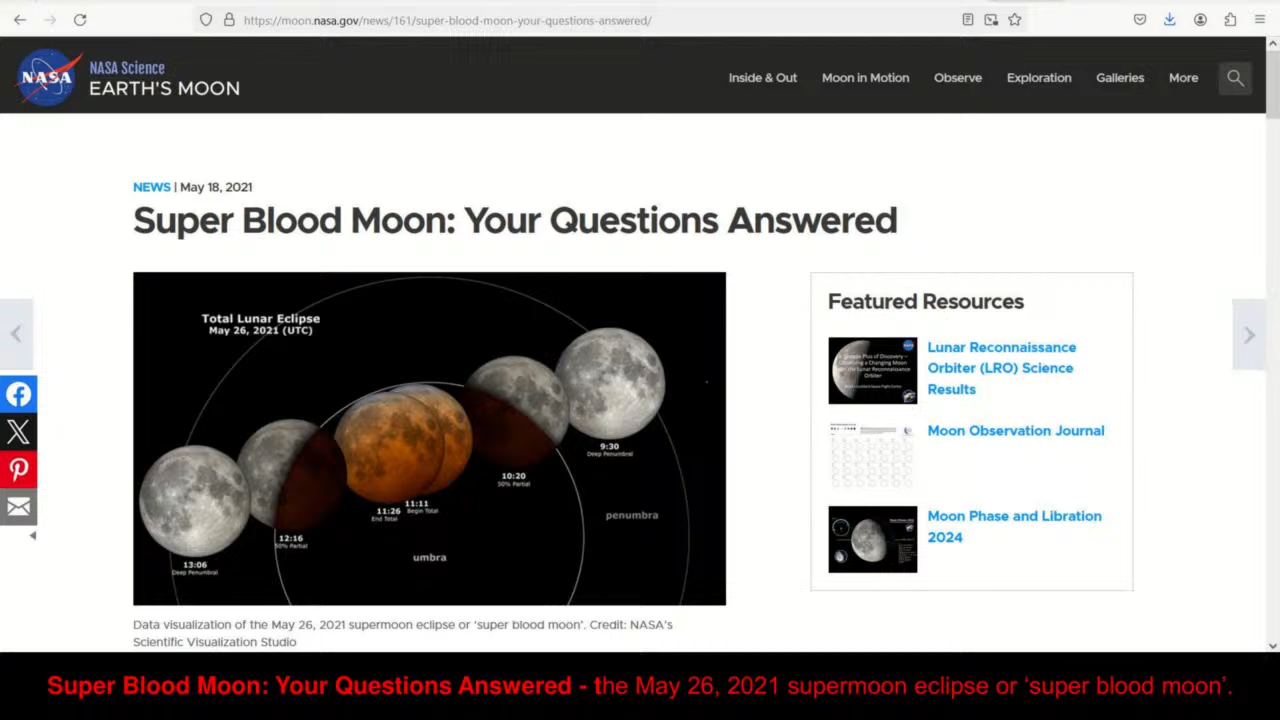 https://moon.nasa.gov/news/161/super-blood-moon-your-questions-answered/
NASA
NASA Science
EARTH'S MOON
Inside & Out
Moon in Motion
Observe
Exploration
Galleries
More
NEWS | May 18, 2021
Super Blood Moon: Your Questions Answered
Total Lunar Eclipse
May 26, 2021 (UTC)
9:30
Deep Penumbral
10:20
50% Partial
11:11
Begin Total
11:26
End Total
12:16
50% Partial
13:06
Deep Penumbral
penumbra
umbra
Data visualization of the May 26, 2021 supermoon eclipse or ‘super blood moon’. Credit: NASA’s
Scientific Visualization Studio
Featured Resources
Lunar Reconnaissance
Orbiter (LRO) Science
Results
Moon Observation Journal
Moon Phase and Libration
2024
Super Blood Moon: Your Questions Answered - the May 26, 2021 supermoon eclipse or ‘super blood moon’.